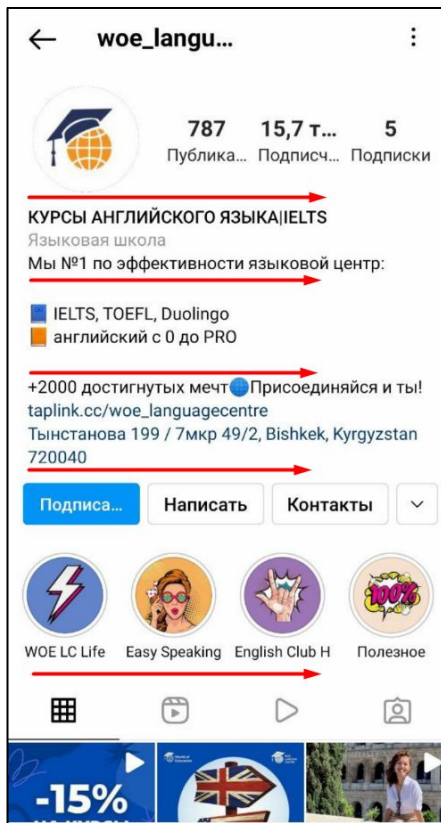 woe_langu...
787 15,7 т... 5
Публика... Подписч... Подписки
КУРСЫ АНГЛИЙСКОГО ЯЗЫКА|IELTS
Языковая школа
Мы №1 по эффективности языковой центр:
IELTS, TOEFL, Duolingo
английский с 0 до PRO
+2000 достигнутых мечт Присоединяйся и ты!
taplink.cc/woe_languagecentre
Тынстанова 199 / 7мкр 49/2, Bishkek, Kyrgyzstan
720040
Подписа... Написать Контакты
100%
WOE LC Life Easy Speaking English Club H Полезное
-15%